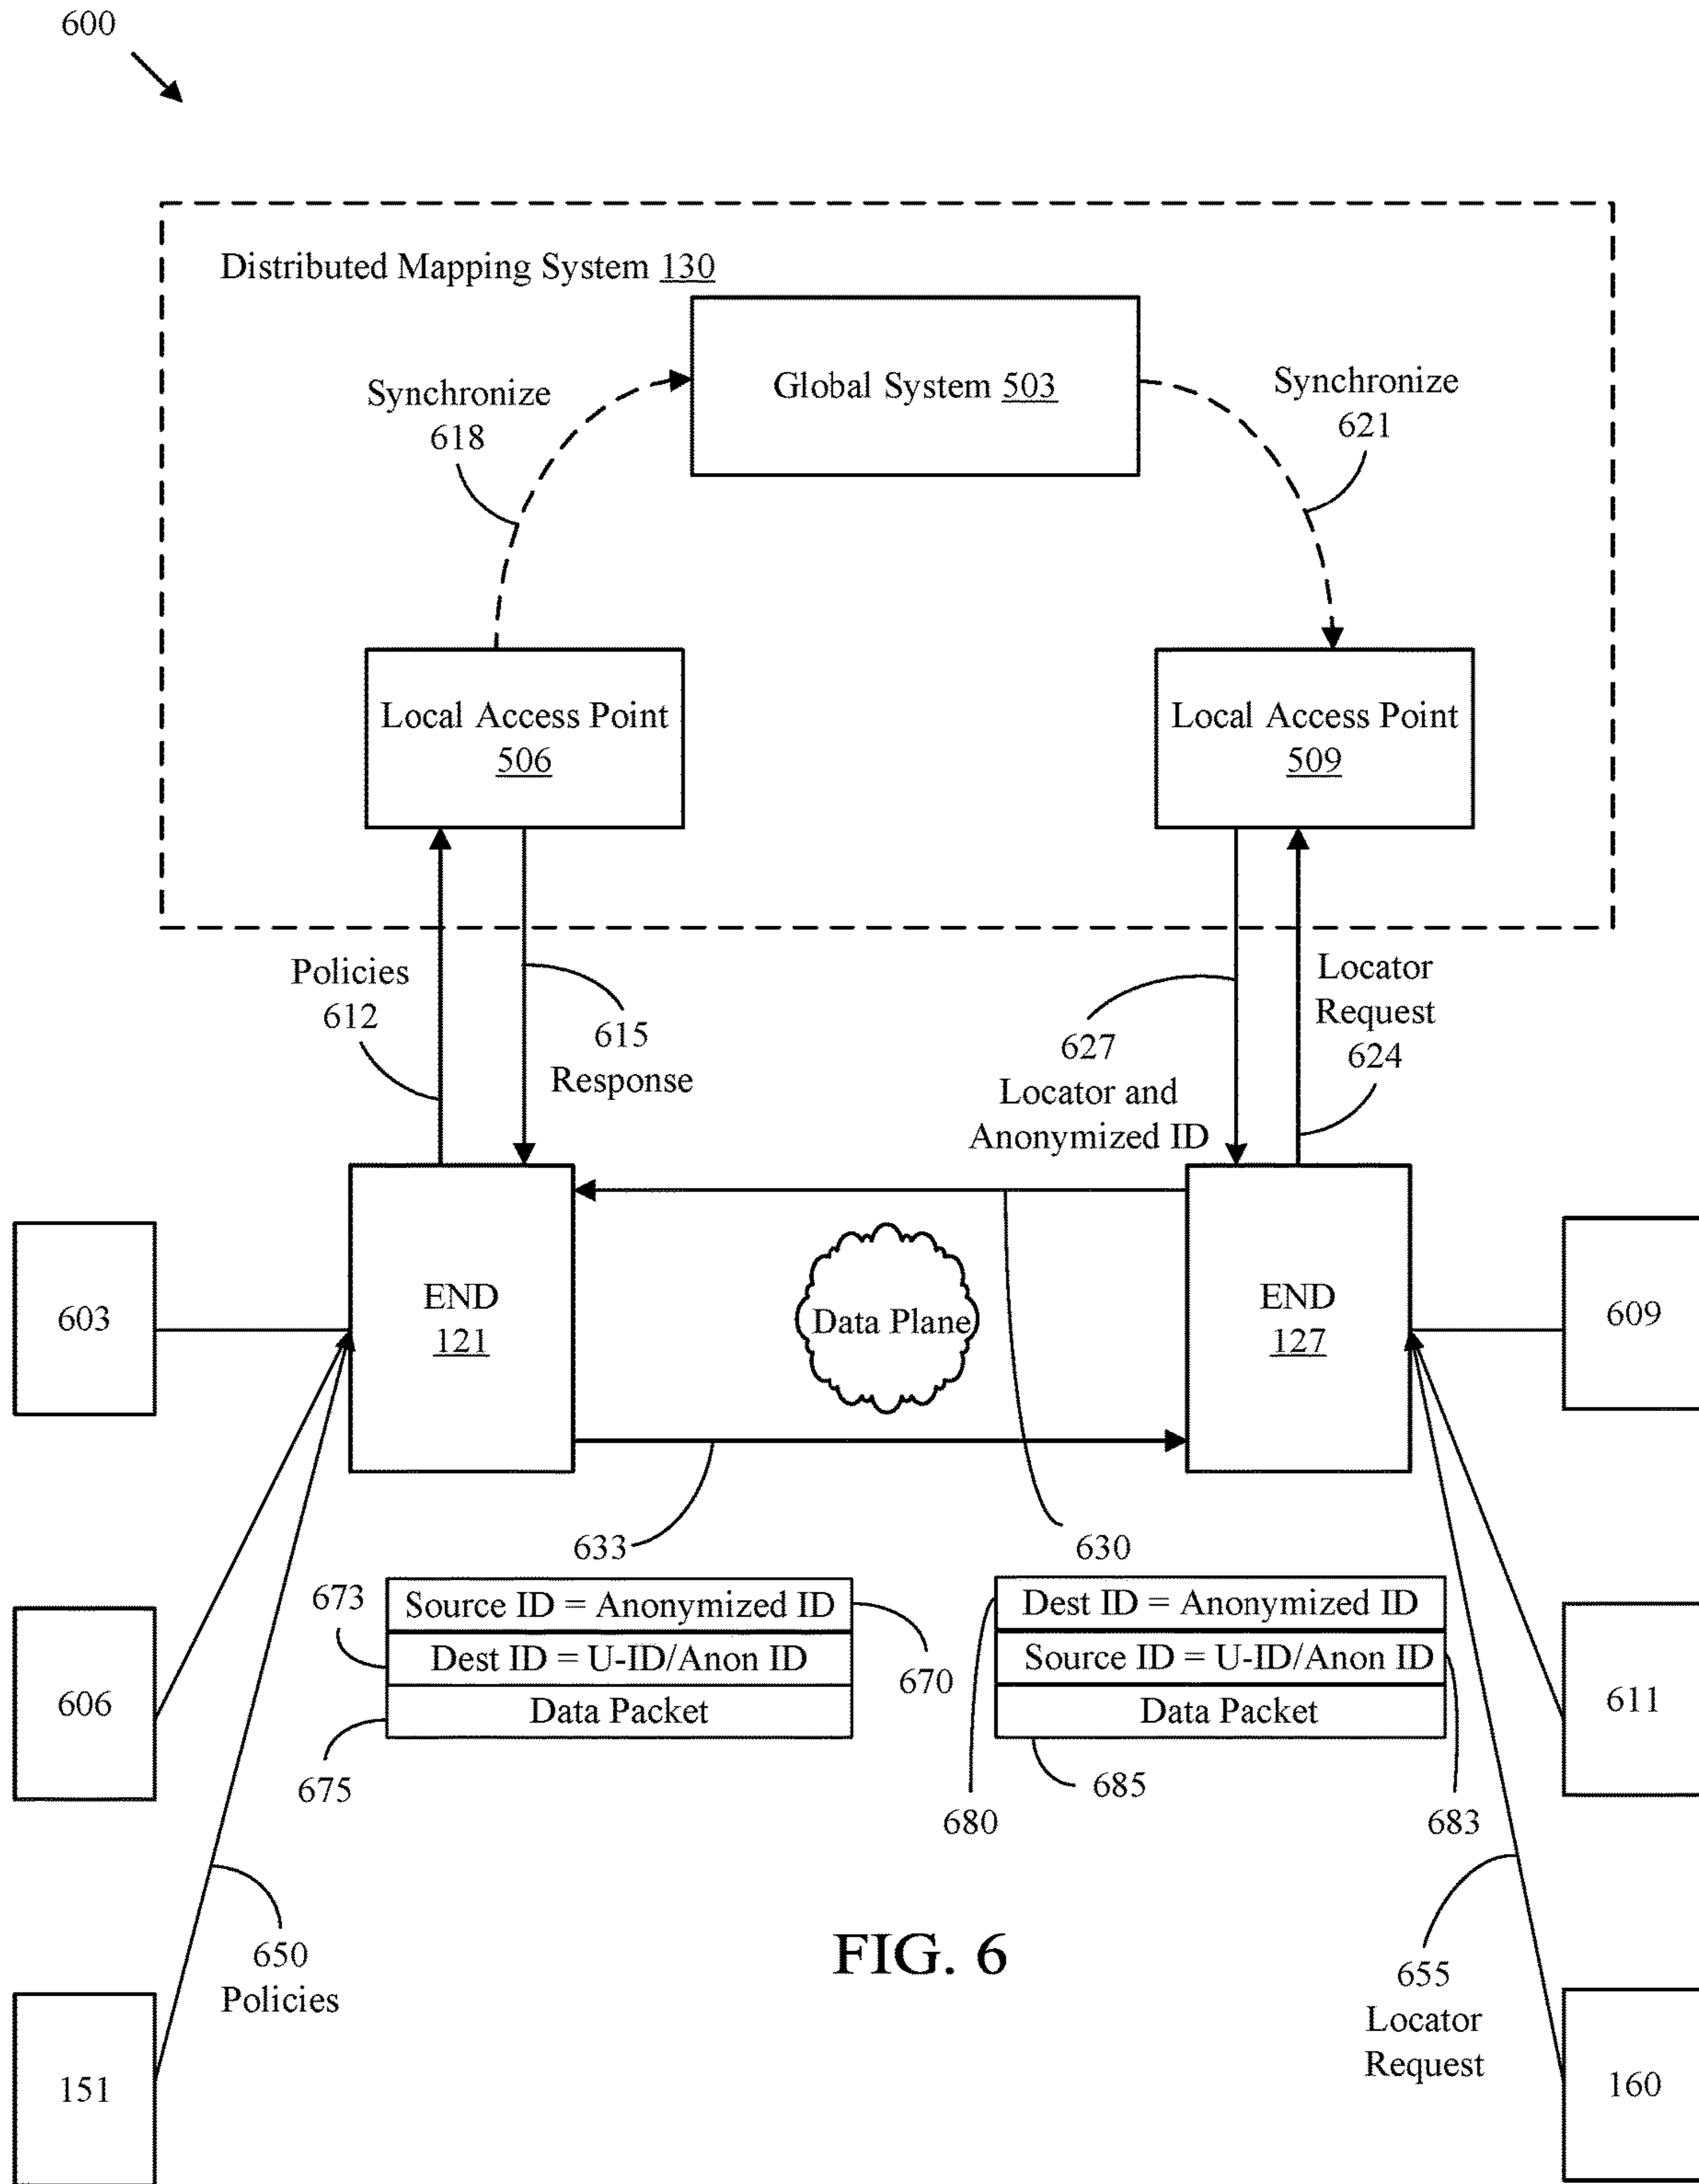 600
Distributed Mapping System 130
Global System 503
Synchronize
618
Synchronize
621
Local Access Point
506
Local Access Point
509
Policies
612
615
Response
627
Locator and
Anonymized ID
Locator
Request
624
603
END
121
Data Plane
END
127
609
633
630
673
Source ID = Anonymized ID
Dest ID = U-ID/Anon ID
Data Packet
670
675
Dest ID = Anonymized ID
Source ID = U-ID/Anon ID
Data Packet
680
685
683
606
611
650
Policies
FIG. 6
655
Locator
Request
151
160